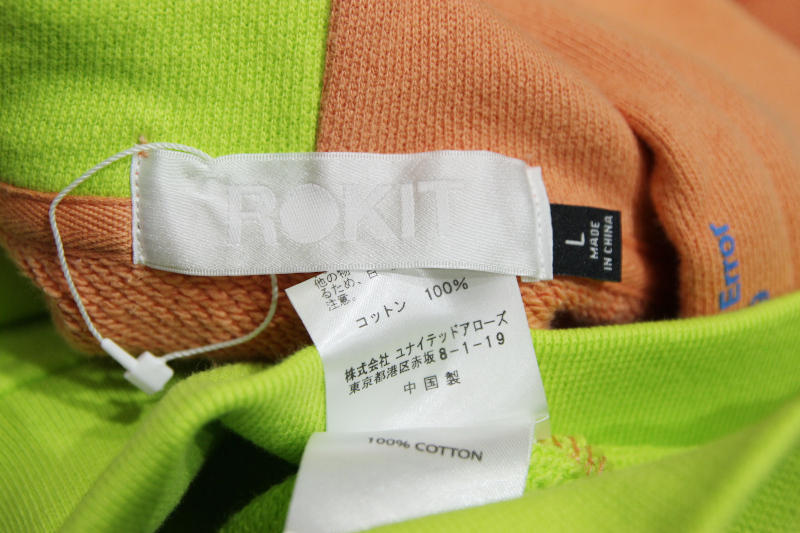 ROKIT
L
MADE
IN CHINA
Error
他の物
るため、
注意。
コットン 100%
株式会社 ユナイテッドアローズ
東京都港区赤坂8-1-19
中国製
100% COTTON